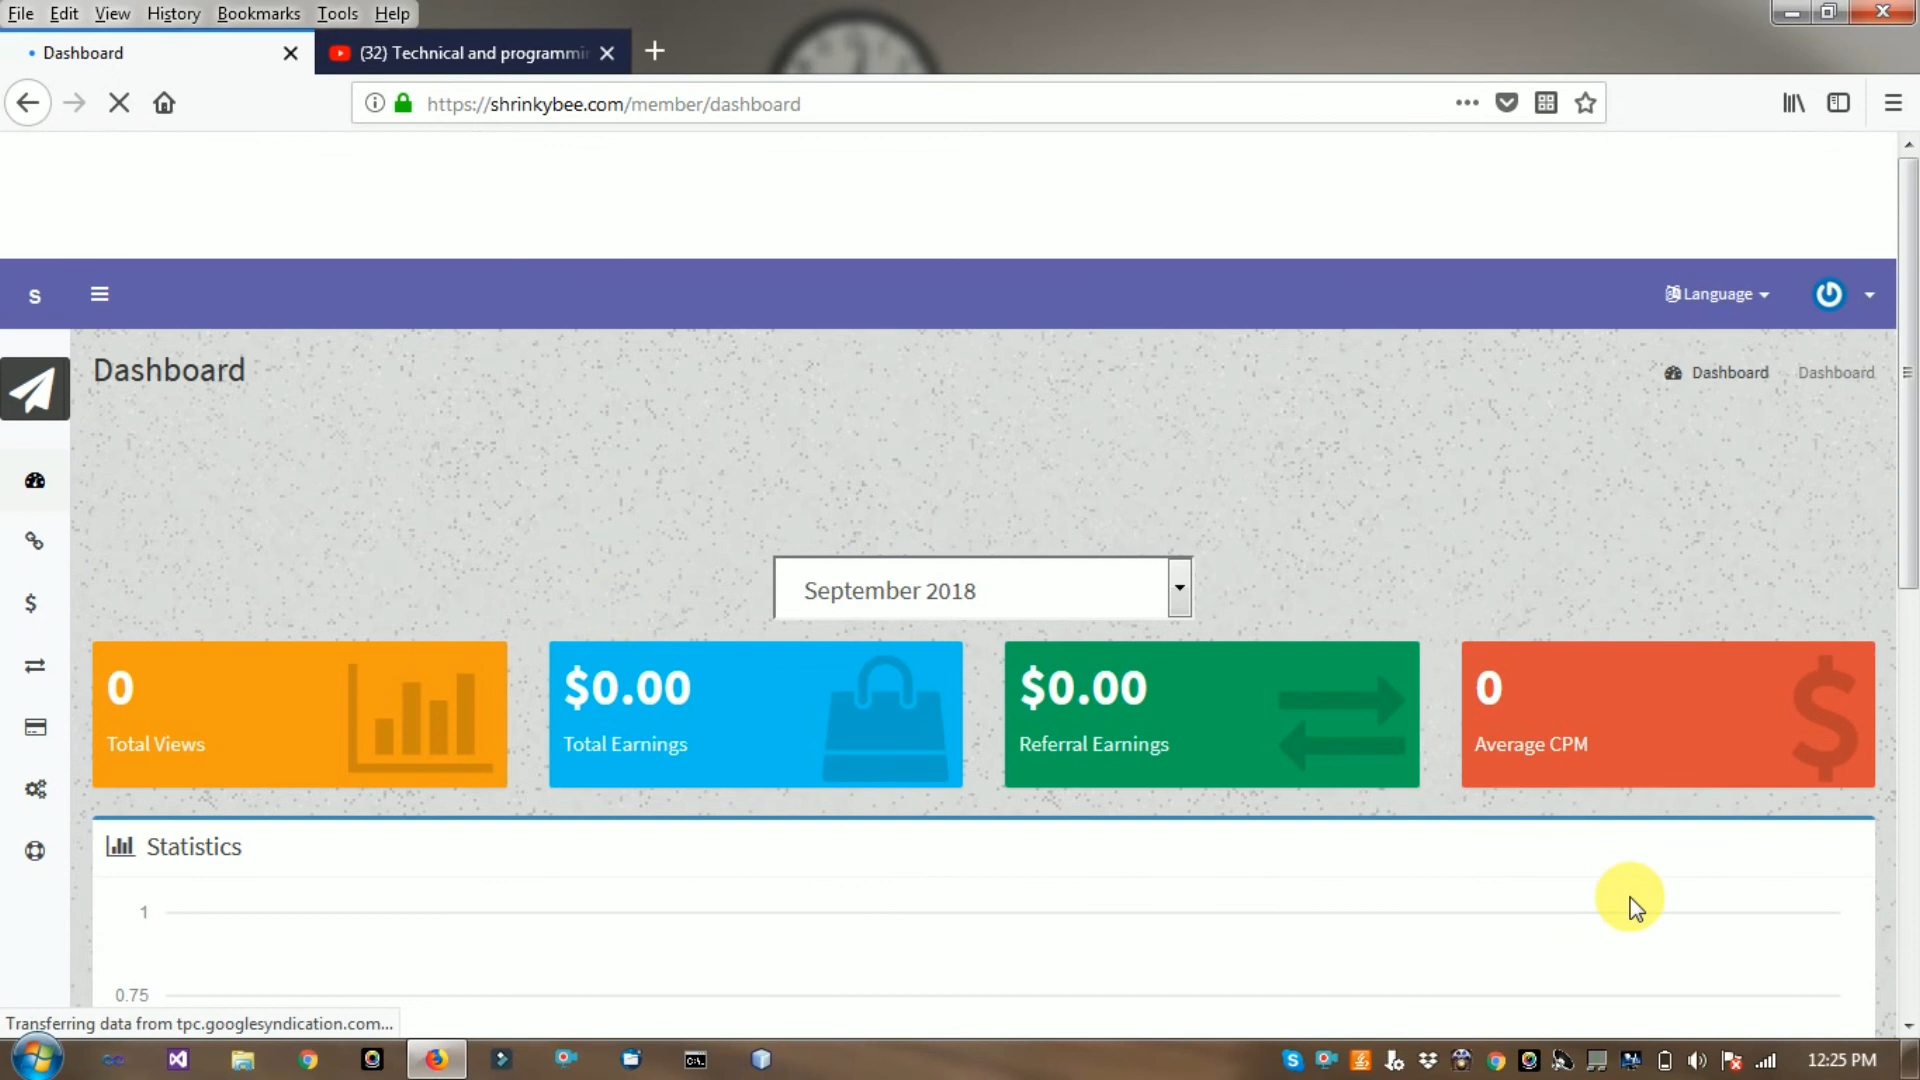 File Edit View History Bookmarks Tools Help
Dashboard
(32) Technical and programmi
https://shrinkybee.com/member/dashboard
S
Language
Dashboard
Dashboard Dashboard
September 2018
0
Total Views
$0.00
Total Earnings
$0.00
Referral Earnings
0
Average CPM
Statistics
1
0.75
Transferring data from tpc.googlesyndication.com...
12:25 PM